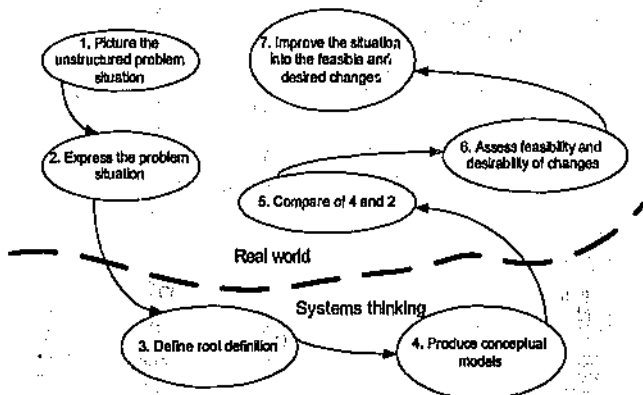 1. Picture the
unstructured problem
situation
7. Improve the situation
into the feasible and
desired changes
2. Express the problem
situation
6. Assess feasibility and
desirability of changes
5. Compare of 4 and 2
Real world
Systems thinking
3. Define root definition
4. Produce conceptual
models